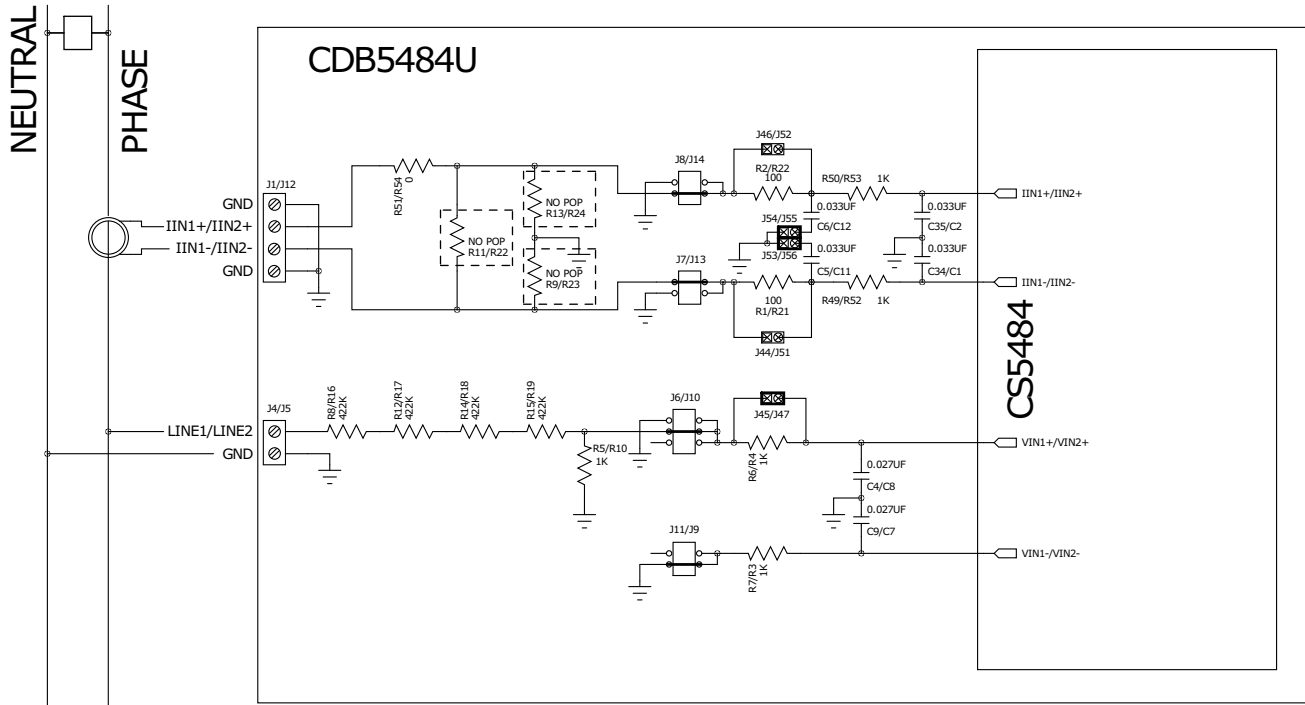 NEUTRAL
PHASE
CDB5484U
J1/J12
GND
IIN1+/IIN2+
IIN1-/IIN2-
GND
R51/R54
0
NO POP
R11/R22
NO POP
R13/R24
NO POP
R9/R23
J8/J14
J7/J13
J46/J52
R2/R22
100
R50/R53 1K
J54/J55
J53/J56
0.033UF
C6/C12
0.033UF
C5/C11
0.033UF
C35/C2
0.033UF
C34/C1
100
R1/R21
R49/R52 1K
J44/J51
IIN1+/IIN2+
IIN1-/IIN2-
CS5484
J4/J5
LINE1/LINE2
GND
R8/R16
422K
R12/R17
422K
R14/R18
422K
R15/R19
422K
R5/R10
1K
J6/J10
J45/J47
R6/R4
1K
0.027UF
C4/C8
0.027UF
C9/C7
VIN1+/VIN2+
J11/J9
R7/R3
1K
VIN1-/VIN2-